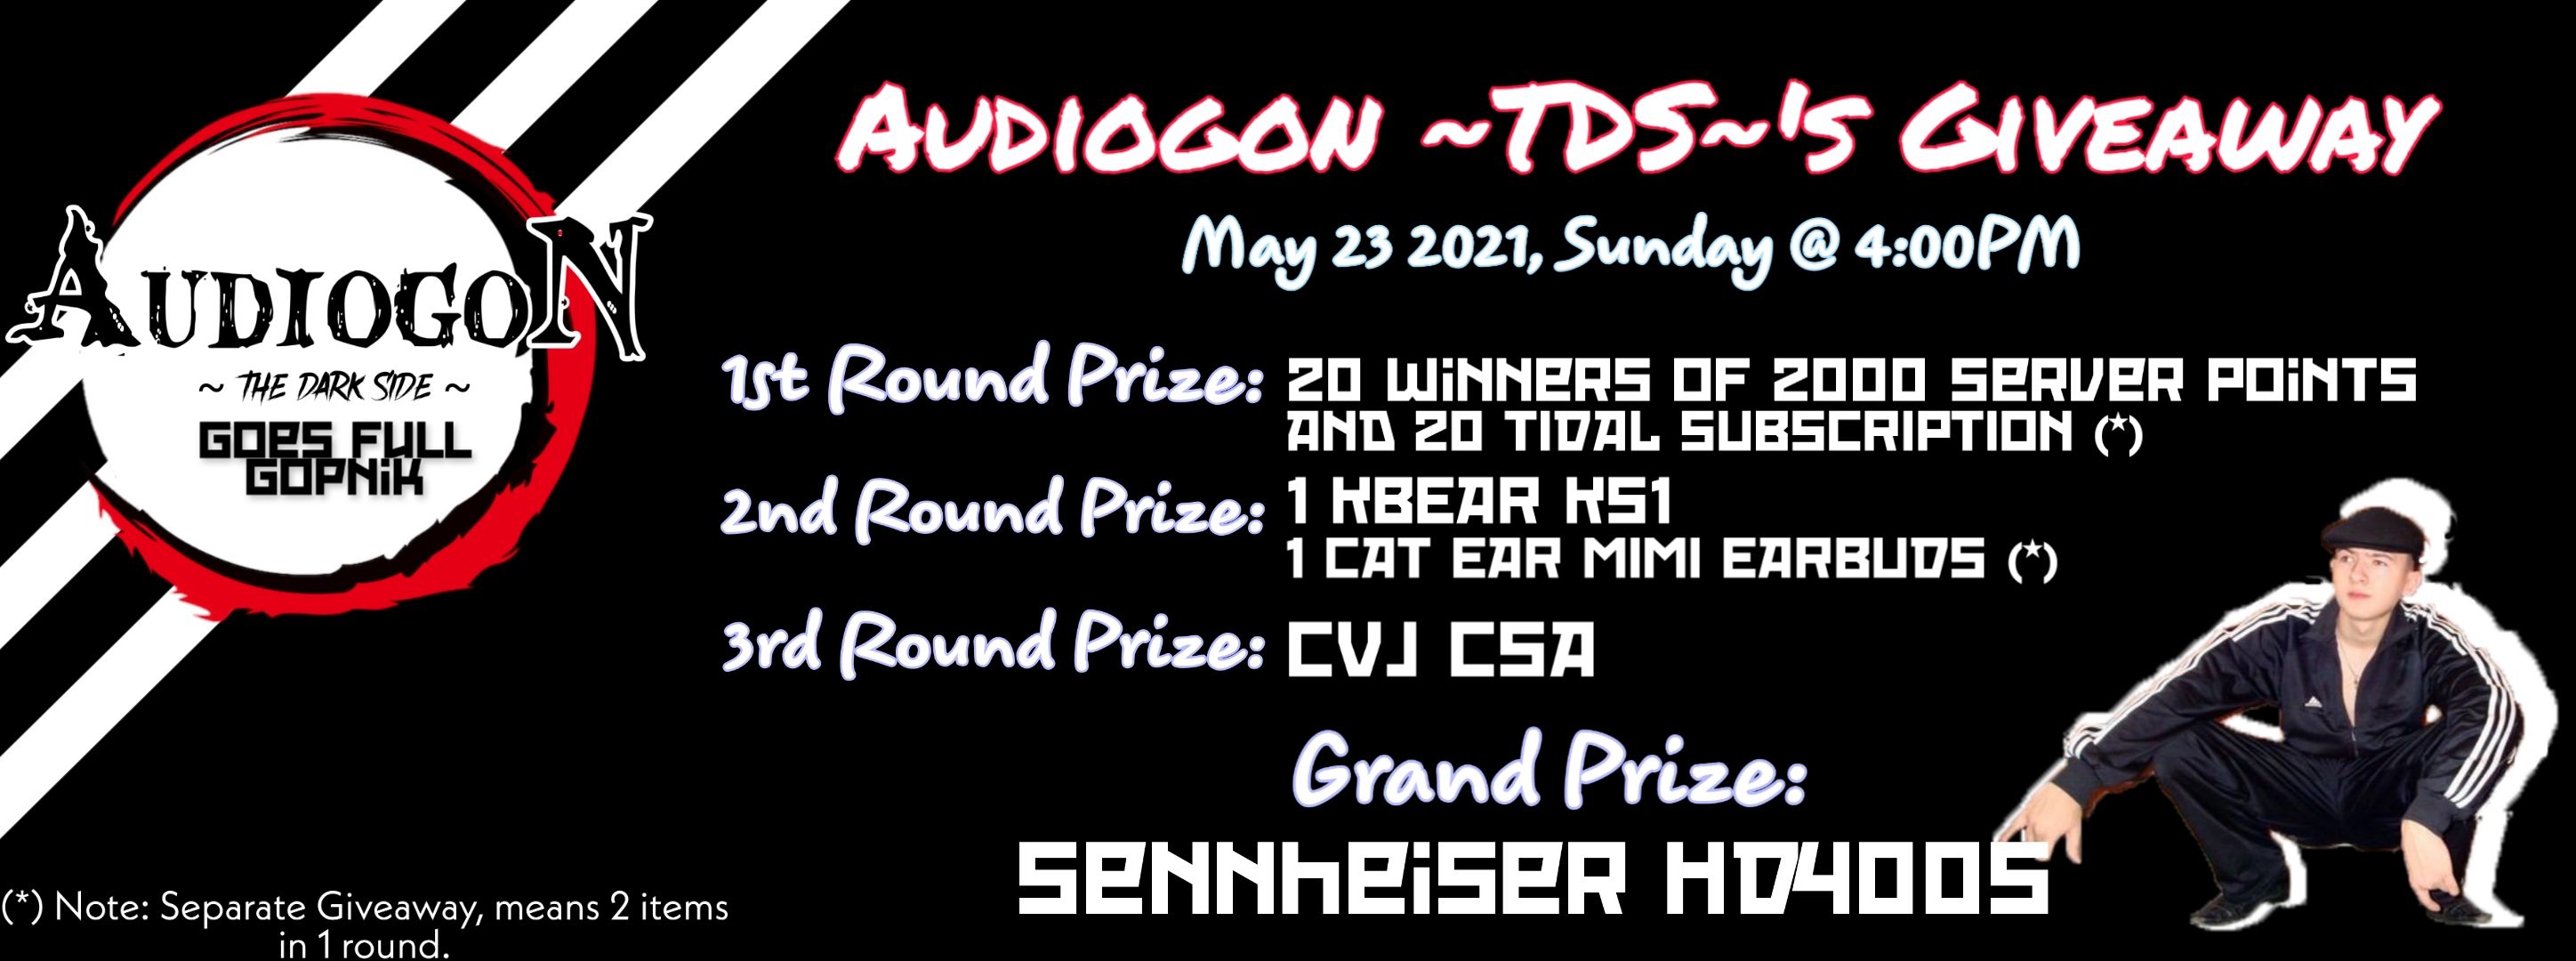 AUDIOGON ~TDS~'S GIVEAWAY
May 23 2021, Sunday @ 4:00PM
AUDIOGON
~ THE DARK SIDE ~
GOES FULL
GOPNiK
1st Round Prize: 20 WiNNERS OF 2000 SERVER POiNTS
AND 20 TIDAL SUBSCRIPTION (*)
2nd Round Prize: 1 KBEAR KS1
1 CAT EAR MIMI EARBUDS (*)
3rd Round Prize: CVJ CSA
Grand Prize:
SENNhEiSER HD400S
(*) Note: Separate Giveaway, means 2 items
in 1 round.